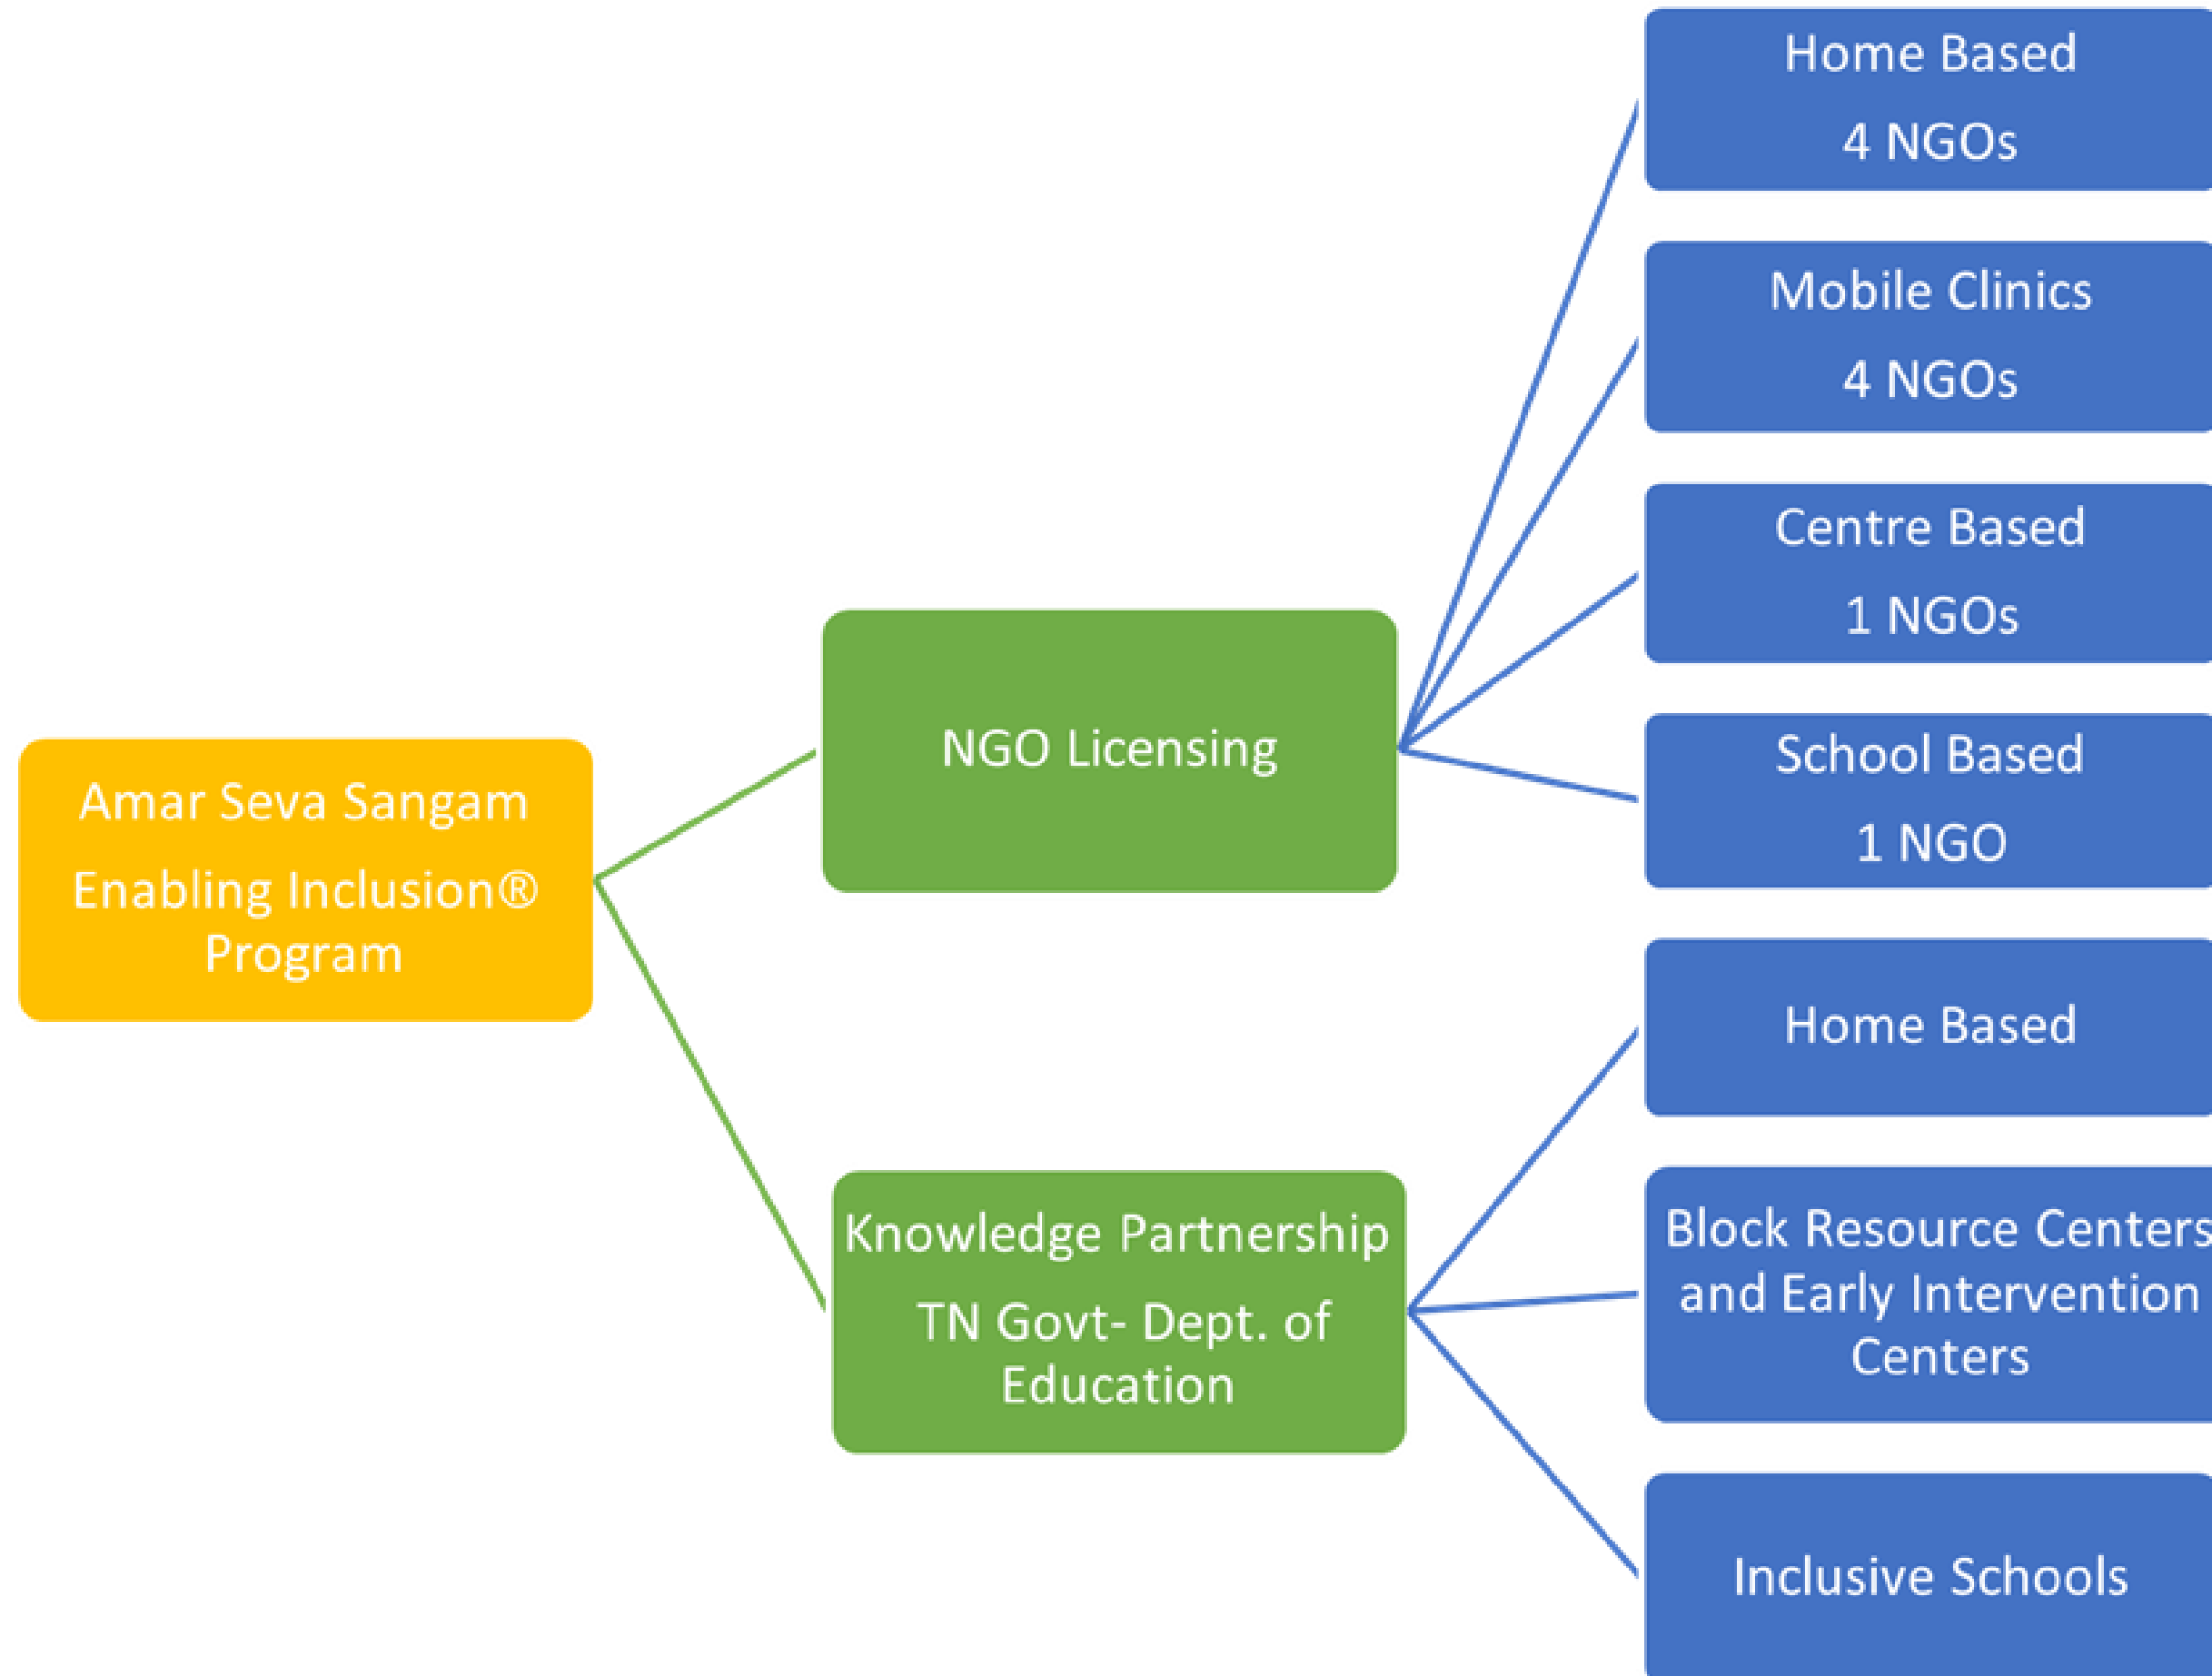 Amar Seva Sangam
Enabling Inclusion®
Program
NGO Licensing
Knowledge Partnership
TN Govt- Dept. of
Education
Home Based
4 NGOs
Mobile Clinics
4 NGOs
Centre Based
1 NGOs
School Based
1 NGO
Home Based
Block Resource Centers
and Early Intervention
Centers
Inclusive Schools